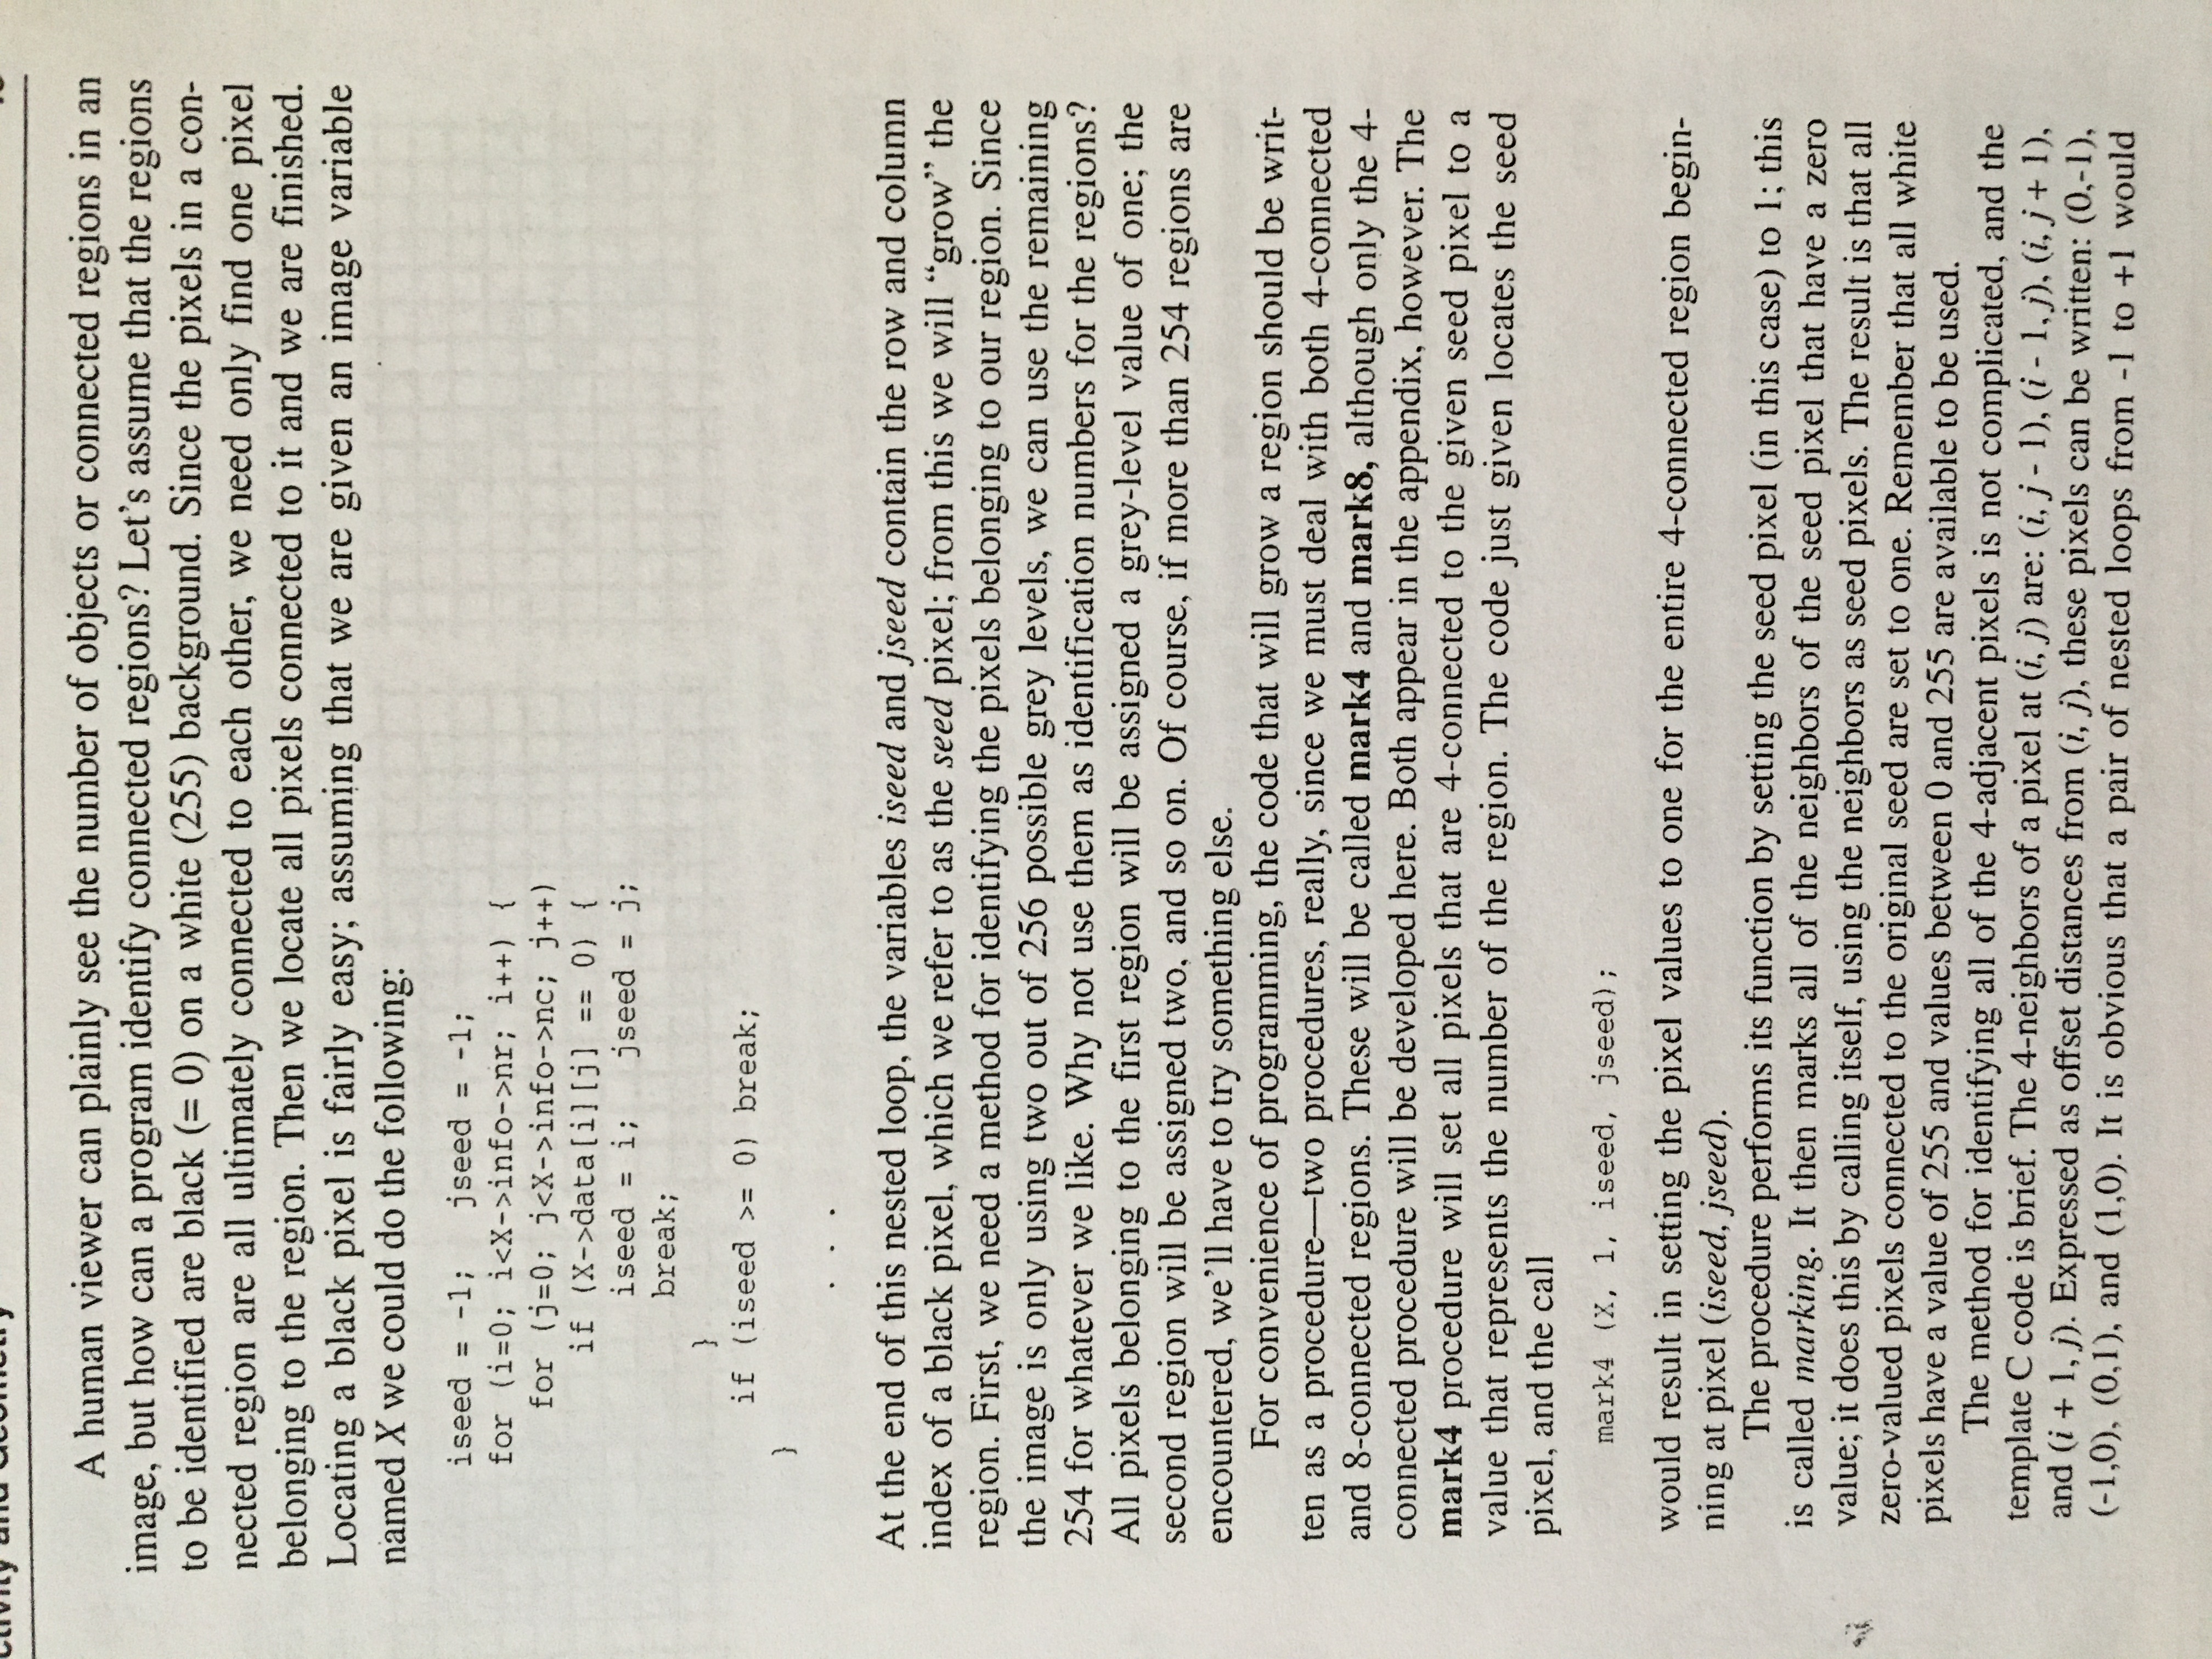 and Geometry
A human viewer can plainly see the number of objects or connected regions in an
image, but how can a program identify connected regions? Let's assume that the regions
to be identified are black (= 0) on a white (255) background. Since the pixels in a con-
nected region are all ultimately connected to each other, we need only find one pixel
belonging to the region. Then we locate all pixels connected to it and we are finished.
Locating a black pixel is fairly easy; assuming that we are given an image variable
named X we could do the following:
iseed = -1;   jseed = -1;
for (i=0; i<X->info->nr; i++) {
for (j=0; j<X->info->nc; j++)
if (X->data[i][j] == 0) {
iseed = i;   jseed = j;
break;
}
if (iseed >= 0) break;
}
. . .
At the end of this nested loop, the variables iseed and jseed contain the row and column
index of a black pixel, which we refer to as the seed pixel; from this we will “grow” the
region. First, we need a method for identifying the pixels belonging to our region. Since
the image is only using two out of 256 possible grey levels, we can use the remaining
254 for whatever we like. Why not use them as identification numbers for the regions?
All pixels belonging to the first region will be assigned a grey-level value of one; the
second region will be assigned two, and so on. Of course, if more than 254 regions are
encountered, we'll have to try something else.
For convenience of programming, the code that will grow a region should be writ-
ten as a procedure—two procedures, really, since we must deal with both 4-connected
and 8-connected regions. These will be called mark4 and mark8, although only the 4-
connected procedure will be developed here. Both appear in the appendix, however. The
mark4 procedure will set all pixels that are 4-connected to the given seed pixel to a
value that represents the number of the region. The code just given locates the seed
pixel, and the call
mark4 (X, 1, iseed, jseed);
would result in setting the pixel values to one for the entire 4-connected region begin-
ning at pixel (iseed, jseed).
The procedure performs its function by setting the seed pixel (in this case) to 1; this
is called marking. It then marks all of the neighbors of the seed pixel that have a zero
value; it does this by calling itself, using the neighbors as seed pixels. The result is that all
zero-valued pixels connected to the original seed are set to one. Remember that all white
pixels have a value of 255 and values between 0 and 255 are available to be used.
The method for identifying all of the 4-adjacent pixels is not complicated, and the
template C code is brief. The 4-neighbors of a pixel at (i, j) are: (i, j - 1), (i - 1, j), (i, j + 1),
and (i + 1, j). Expressed as offset distances from (i, j), these pixels can be written: (0,-1),
(-1,0), (0,1), and (1,0). It is obvious that a pair of nested loops from -1 to +1 would